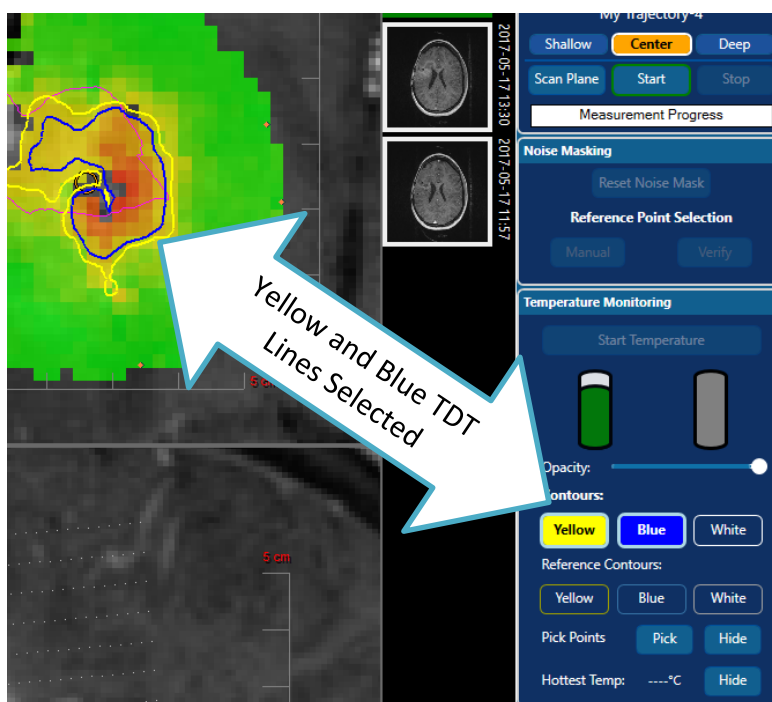 My Trajectory-4
Shallow Center Deep
Scan Plane Start Stop
Measurement Progress
Noise Masking
Reset Noise Mask
Reference Point Selection
Manual Verify
Temperature Monitoring
Start Temperature
Opacity:
Contours:
Yellow Blue White
Reference Contours:
Yellow Blue White
Pick Points Pick Hide
Hottest Temp: ----°C Hide
2017-05-17 13:30
2017-05-17 11:57
Yellow and Blue TDT
Lines Selected
5 cm
5 cm